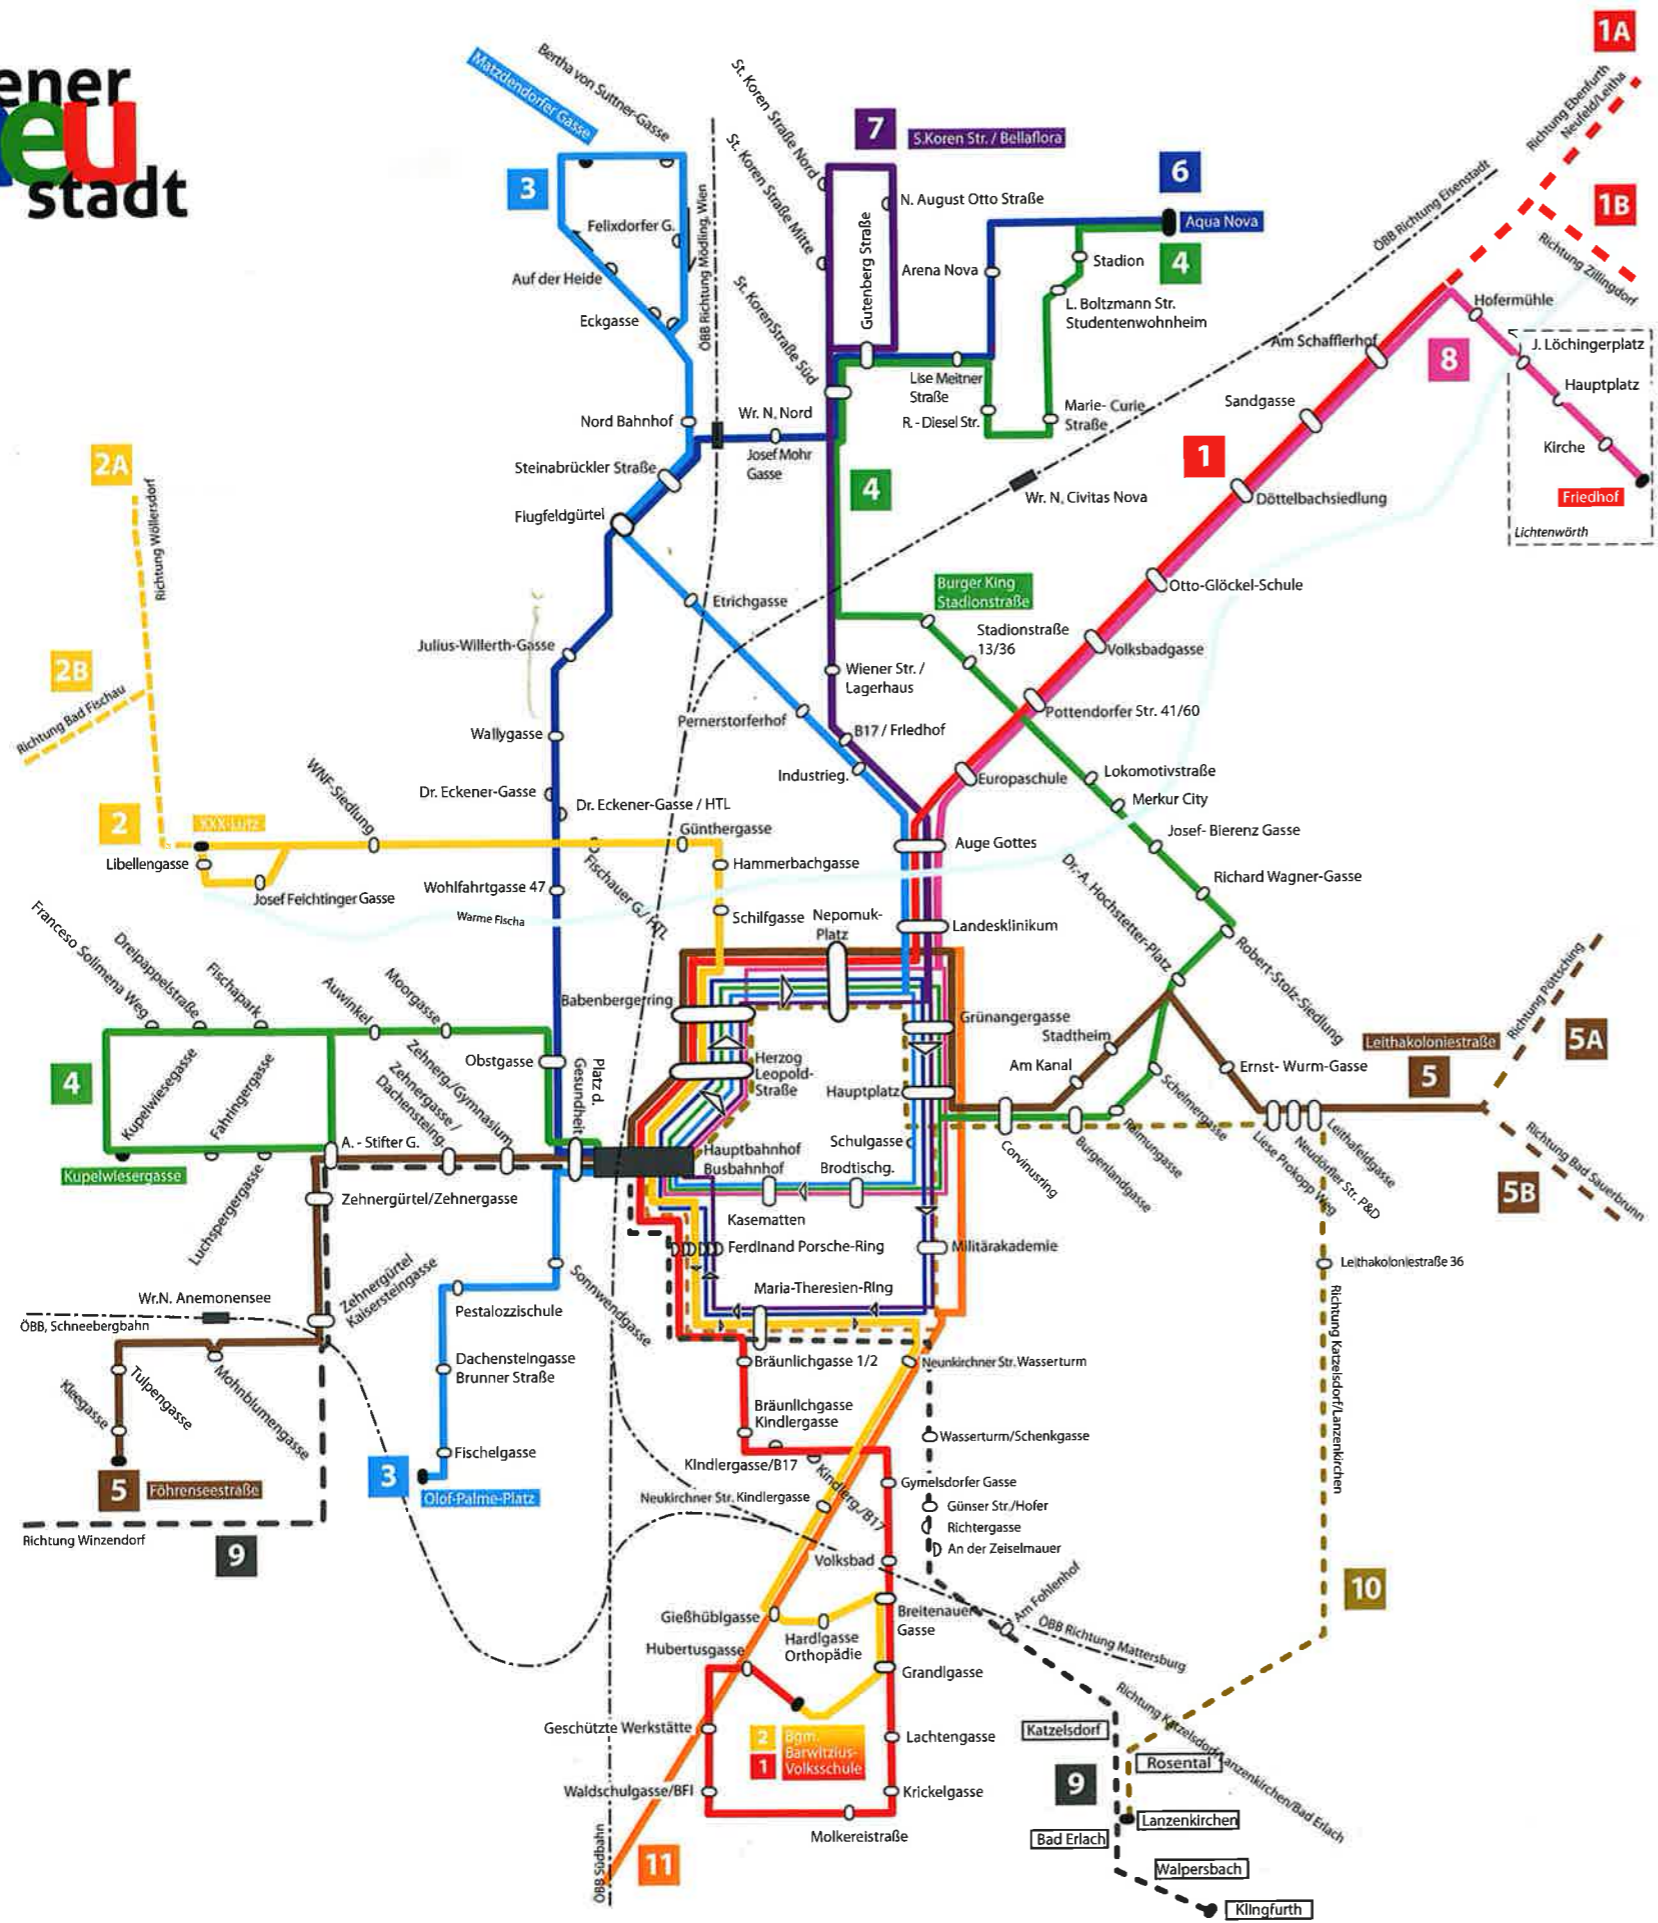 ener
eu
stadt
1A
Richtung Ebenfurth
Neufeld/Leitha
1B
Richtung Zillingdorf
ÖBB Richtung Eisenstadt
Matzdendorfer Gasse
Bertha von Suttner-Gasse
3
Felixdorfer G.
Auf der Heide
Eckgasse
ÖBB Richtung Mödling, Wien
St. Koren Straße Nord
St. Koren Straße Mitte
St. KorenStraße Süd
7
S.Koren Str. / Bellaflora
N. August Otto Straße
Gutenberg Straße
6
Aqua Nova
4
Arena Nova
Stadion
L. Boltzmann Str.
Studentenwohnheim
Lise Meitner
Straße
R.-Diesel Str.
Marie- Curie
Straße
Hofermühle
J. Löchingerplatz
Hauptplatz
Kirche
Friedhof
Lichtenwörth
8
Am Schafflerhof
Sandgasse
1
Döttelbachsiedlung
Otto-Glöckel-Schule
Volksbadgasse
Pottendorfer Str. 41/60
Europaschule
Nord Bahnhof
Wr. N. Nord
Josef Mohr
Gasse
Steinabrückler Straße
Flugfeldgürtel
4
Wr. N. Civitas Nova
2A
Richtung Wöllersdorf
2B
Richtung Bad Fischau
Etrichgasse
Burger King
Stadionstraße
Stadionstraße
13/36
Julius-Willerth-Gasse
Wiener Str. /
Lagerhaus
Pernerstorferhof
B17 / Friedhof
Wallygasse
Industrieg.
Lokomotivstraße
Merkur City
Josef- Bierenz Gasse
Richard Wagner-Gasse
Dr. Eckener-Gasse
Dr. Eckener-Gasse / HTL
2
XXX-Lutz
WNF-Siedlung
Günthergasse
Hammerbachgasse
Auge Gottes
Libellengasse
Josef Feichtinger Gasse
Wohlfahrtgasse 47
Fischauer G./ HTL
Warme Fischa
Schilfgasse
Nepomuk-
Platz
Landesklinikum
Dr.-A. Hochstetter-Platz
Robert-Stolz-Siedlung
Franceso Solimena Weg
Dreipappelstraße
Fischapark
Auwinkel
Moorgasse
Babenbergerring
Grünangergasse
Stadtheim
Am Kanal
Obstgasse
Platz d.
Gesundheit
Zehnerg/Gymnasium
Zehnergasse /
Dachensteing.
4
Kupelwiesegasse
Fahringergasse
Kupelwiesergasse
Luchspergergasse
A. - Stifter G.
Zehnergürtel/Zehnergasse
Herzog
Leopold-
Straße
Hauptplatz
Schulgasse
Hauptbahnhof
Busbahnhof
Brodtischg.
Kasematten
Ernst- Wurm-Gasse
Leithakoloniestraße
5
5A
Richtung Pöttsching
Richtung Bad Sauerbrunn
5B
Schelmergasse
Raimungasse
Burgenlandgasse
Corvinusring
Liese Prokopp Weg
Neudörfler Str. P&D
Leithafeldgasse
Leithakoloniestraße 36
Richtung Katzelsdorf/Lanzenkirchen
Ferdinand Porsche-Ring
Militärakademie
Maria-Theresien-Ring
Wr.N. Anemonensee
ÖBB, Schneebergbahn
Zehnergürtel
Kaisersteingasse
Sonnwendgasse
Pestalozzischule
Dachensteingasse
Brunner Straße
Fischelgasse
3
Olof-Palme-Platz
Tulpengasse
Kleegasse
Mohnblumengasse
5
Föhrenseestraße
Richtung Winzendorf
9
Bräunlichgasse 1/2
Neunkirchner Str. Wasserturm
Bräunlichgasse
Kindlergasse
Wasserturm/Schenkgasse
Kindlergasse/B17
Kindlerg./B17
Gymelsdorfer Gasse
Neukirchner Str. Kindlergasse
Günser Str./Hofer
Richtergasse
An der Zeiselmauer
Volksbad
Am Fohlenhof
ÖBB Richtung Mattersburg
10
Gießhüblgasse
Hardlgasse
Orthopädie
Breitenauer
Gasse
Hubertusgasse
Grandlgasse
Geschützte Werkstätte
2
1
Bgm.
Barwitzius-
Volksschule
Lachtengasse
Waldschulgasse/BFI
Krickelgasse
Molkereistraße
ÖBB Südbahn
11
Katzelsdorf
Richtung Katzelsdorf/Lanzenkirchen/Bad Erlach
Rosental
9
Lanzenkirchen
Bad Erlach
Walpersbach
Klingfurth